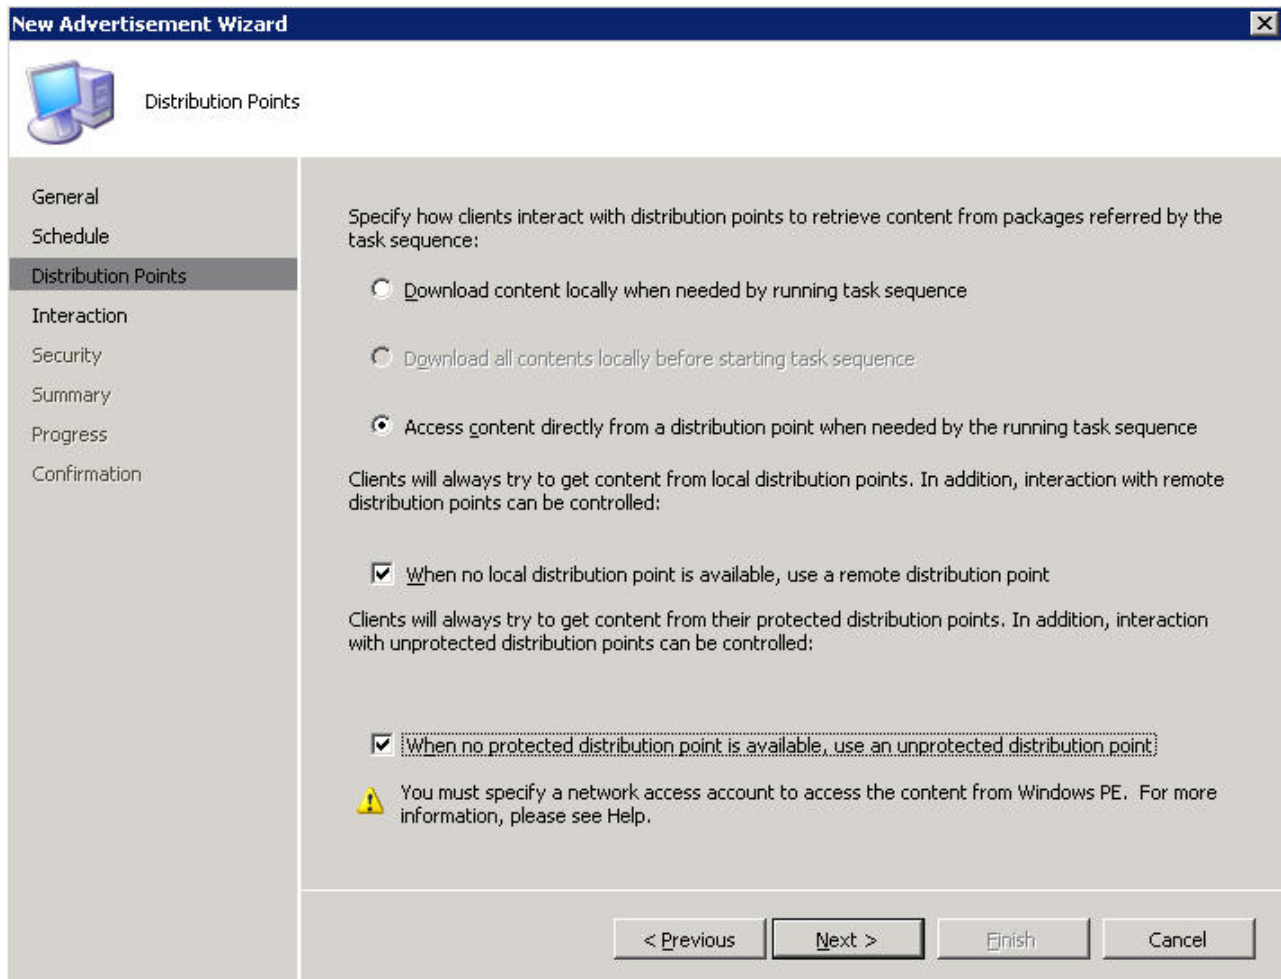 New Advertisement Wizard
Distribution Points
General
Schedule
Distribution Points
Interaction
Security
Summary
Progress
Confirmation
Specify how clients interact with distribution points to retrieve content from packages referred by the
task sequence:
Download content locally when needed by running task sequence
Download all contents locally before starting task sequence
Access content directly from a distribution point when needed by the running task sequence
Clients will always try to get content from local distribution points. In addition, interaction with remote
distribution points can be controlled:
When no local distribution point is available, use a remote distribution point
Clients will always try to get content from their protected distribution points. In addition, interaction
with unprotected distribution points can be controlled:
When no protected distribution point is available, use an unprotected distribution point
You must specify a network access account to access the content from Windows PE. For more
information, please see Help.
< Previous
Next >
Finish
Cancel